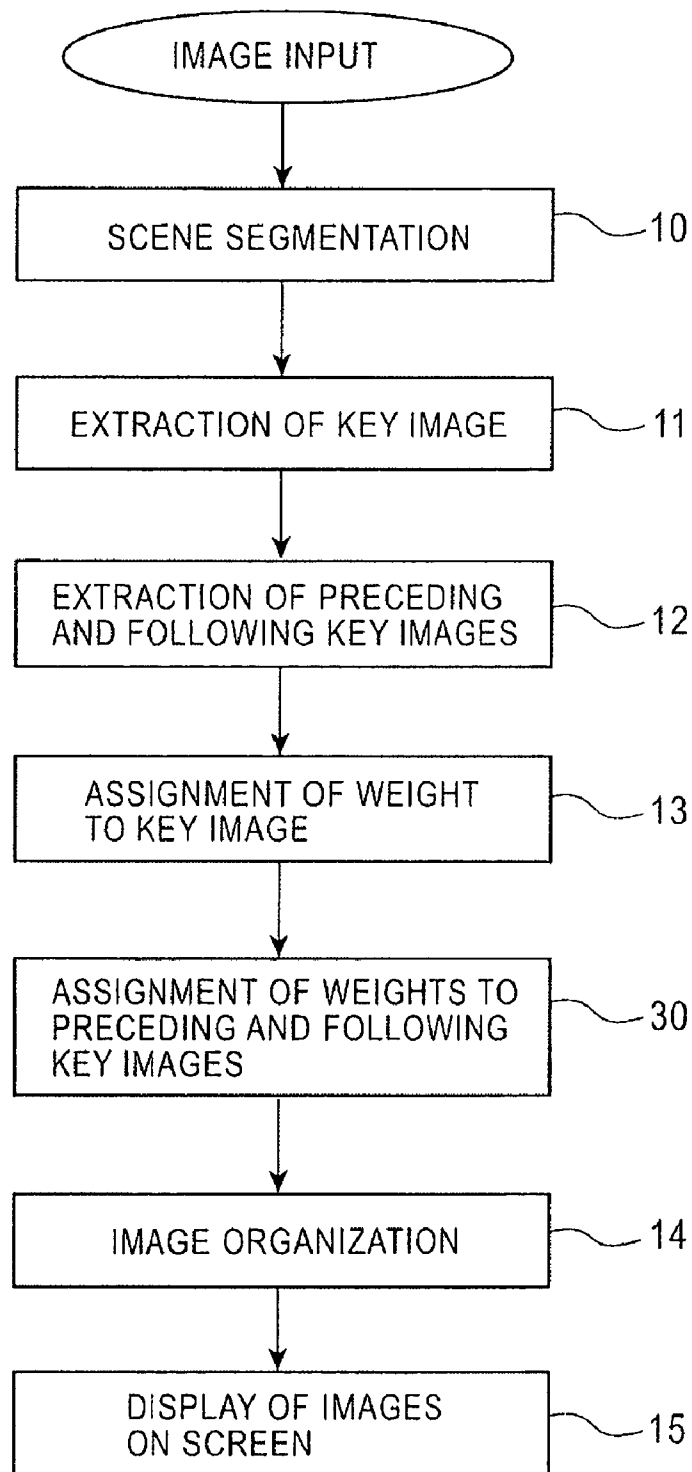 IMAGE INPUT
SCENE SEGMENTATION
10
EXTRACTION OF KEY IMAGE
11
EXTRACTION OF PRECEDING
AND FOLLOWING KEY IMAGES
12
ASSIGNMENT OF WEIGHT
TO KEY IMAGE
13
ASSIGNMENT OF WEIGHTS TO
PRECEDING AND FOLLOWING
KEY IMAGES
30
IMAGE ORGANIZATION
14
DISPLAY OF IMAGES
ON SCREEN
15